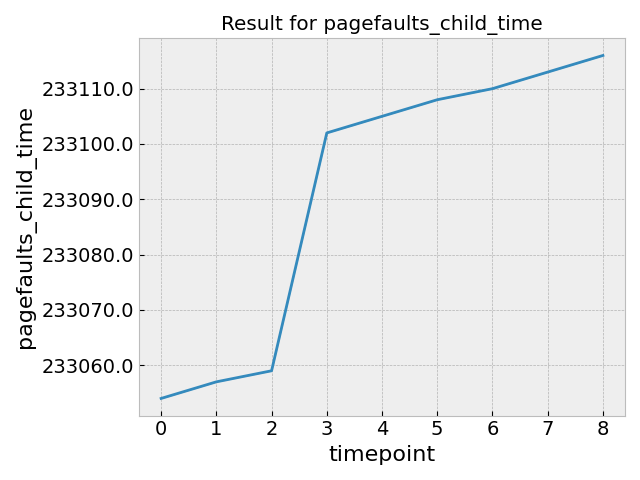 Result for pagefaults_child_time
pagefaults_child_time
233110.0
233100.0
233090.0
233080.0
233070.0
233060.0
0 1 2 3 4 5 6 7 8
timepoint